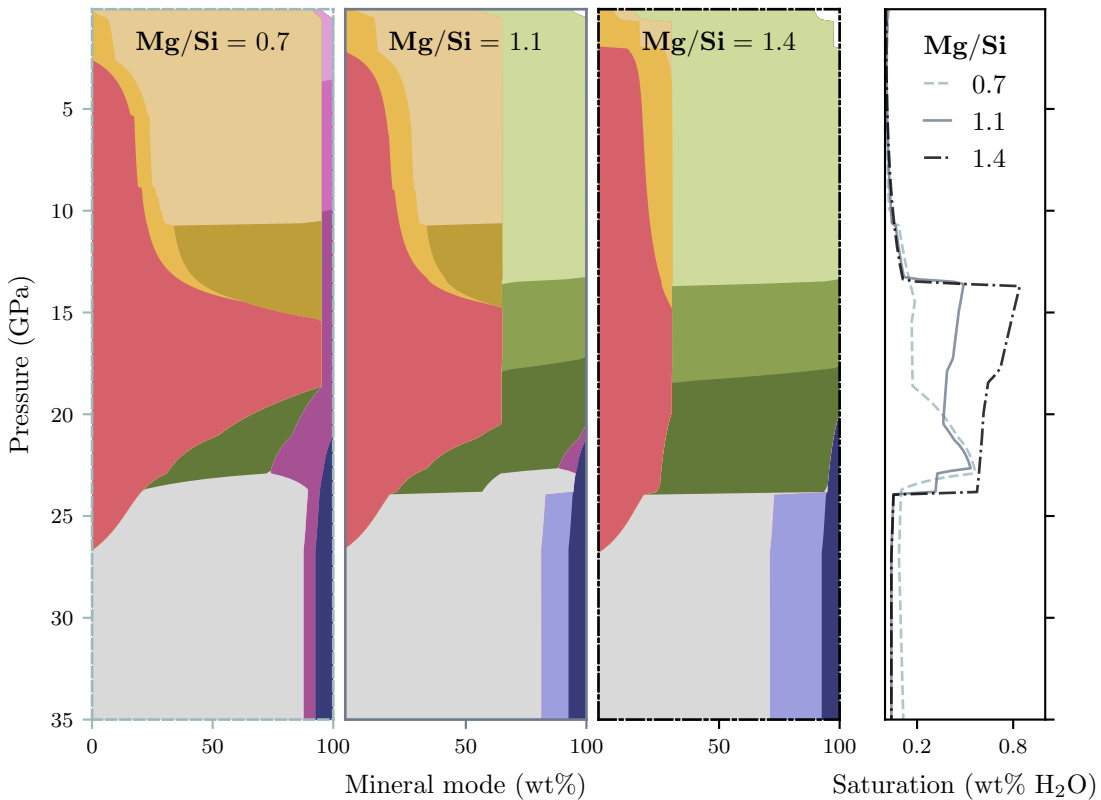 Mg/Si = 0.7
Mg/Si = 1.1
Mg/Si = 1.4
Mg/Si
0.7
1.1
1.4
Pressure (GPa)
5
10
15
20
25
30
35
0 50 100
50 100
50 100
0.2 0.8
Mineral mode (wt%)
Saturation (wt% H₂O)